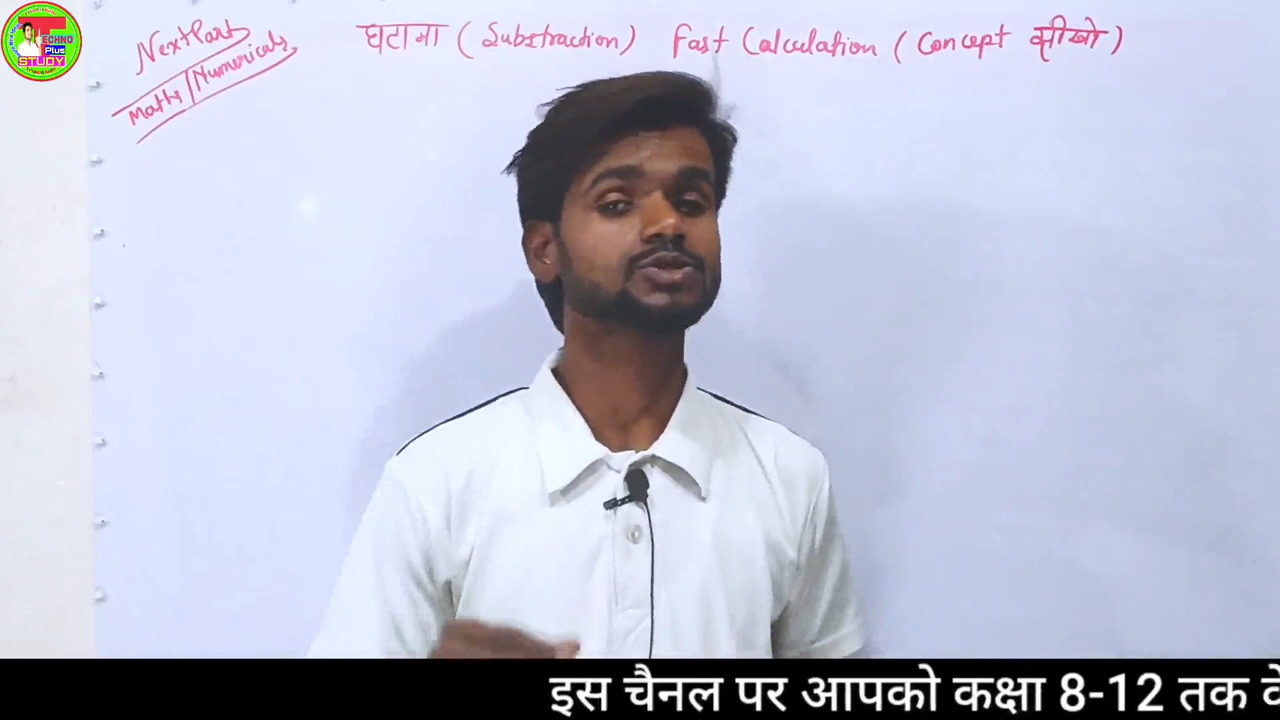 TECHNO
Plus
STUDY
Next Part
Maths/Numericals
घटाना (Substraction) Fast Calculation (Concept सीखो)
इस चैनल पर आपको कक्षा 8-12 तक के